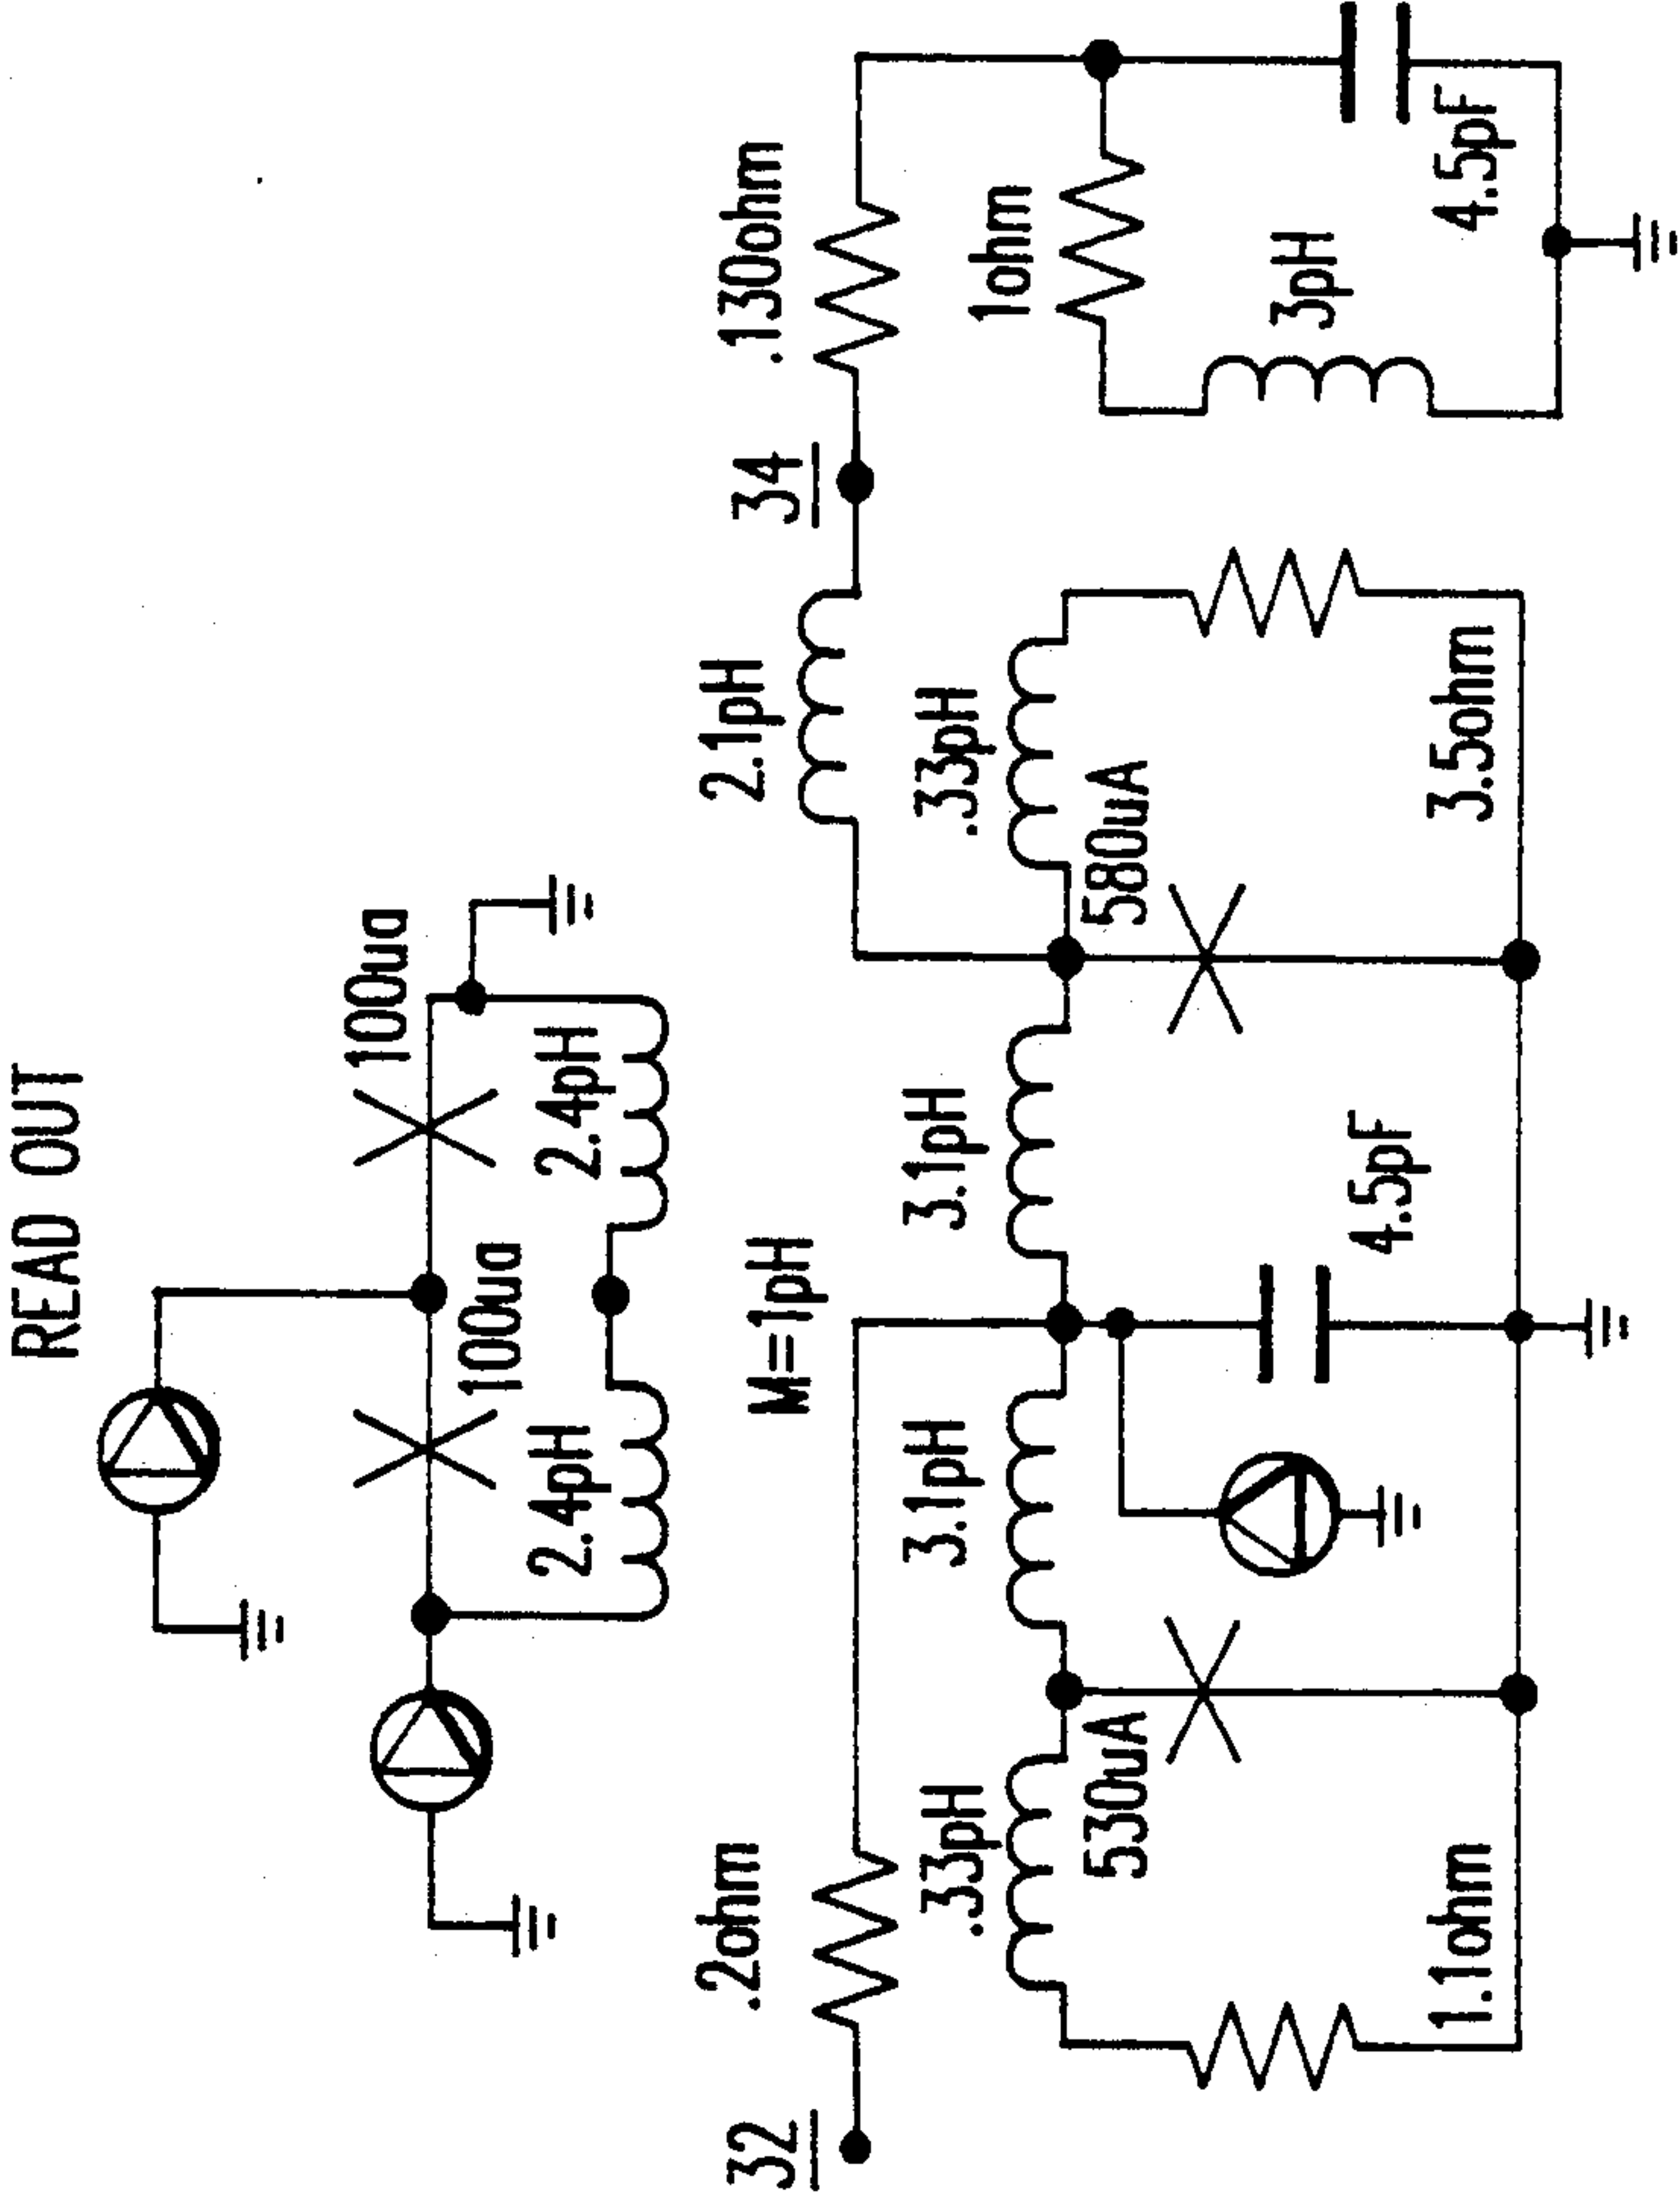 READ OUT
100ua
100ua
2.4pH
2.4pH
M=1pH
32
.2ohm
2.1pH
34
.130ohm
.33pH
3.1pH
3.1pH
.33pH
1ohm
530uA
580uA
3pH
1.1ohm
4.5pF
3.5ohm
4.5pF